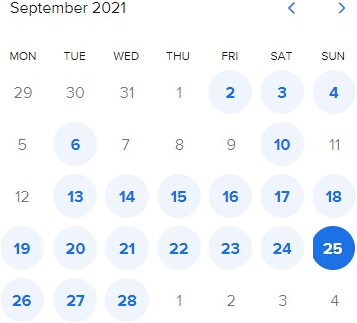 September 2021
MON TUE WED THU FRI SAT SUN
29 30 31 1 2 3 4
5 6 7 8 9 10 11
12 13 14 15 16 17 18
19 20 21 22 23 24 25
26 27 28 1 2 3 4